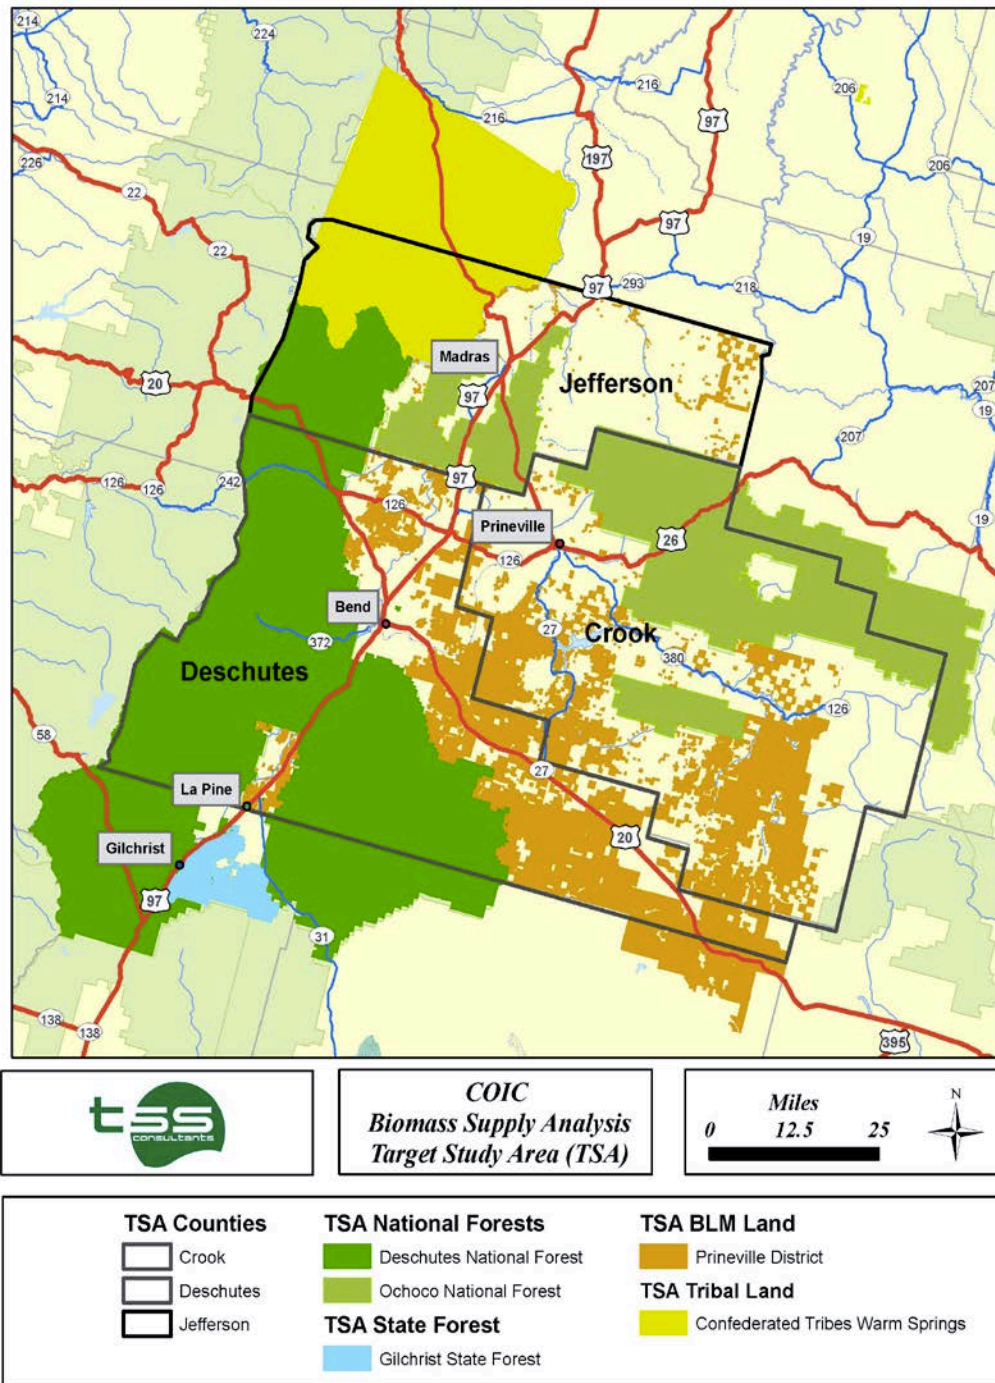 214
224
214
216
216
206
97
197
206
226
22
97
22
19
97
293
218
Madras
Jefferson
20
97
207
19
207
97
126
126
242
126
Prineville
26
19
126
Bend
372
27
Crook
380
Deschutes
126
58
27
La Pine
20
Gilchrist
97
31
138
138
395
tss
consultants
COIC
Biomass Supply Analysis
Target Study Area (TSA)
Miles
0 12.5 25
N
TSA Counties
Crook
Deschutes
Jefferson
TSA National Forests
Deschutes National Forest
Ochoco National Forest
TSA State Forest
Gilchrist State Forest
TSA BLM Land
Prineville District
TSA Tribal Land
Confederated Tribes Warm Springs